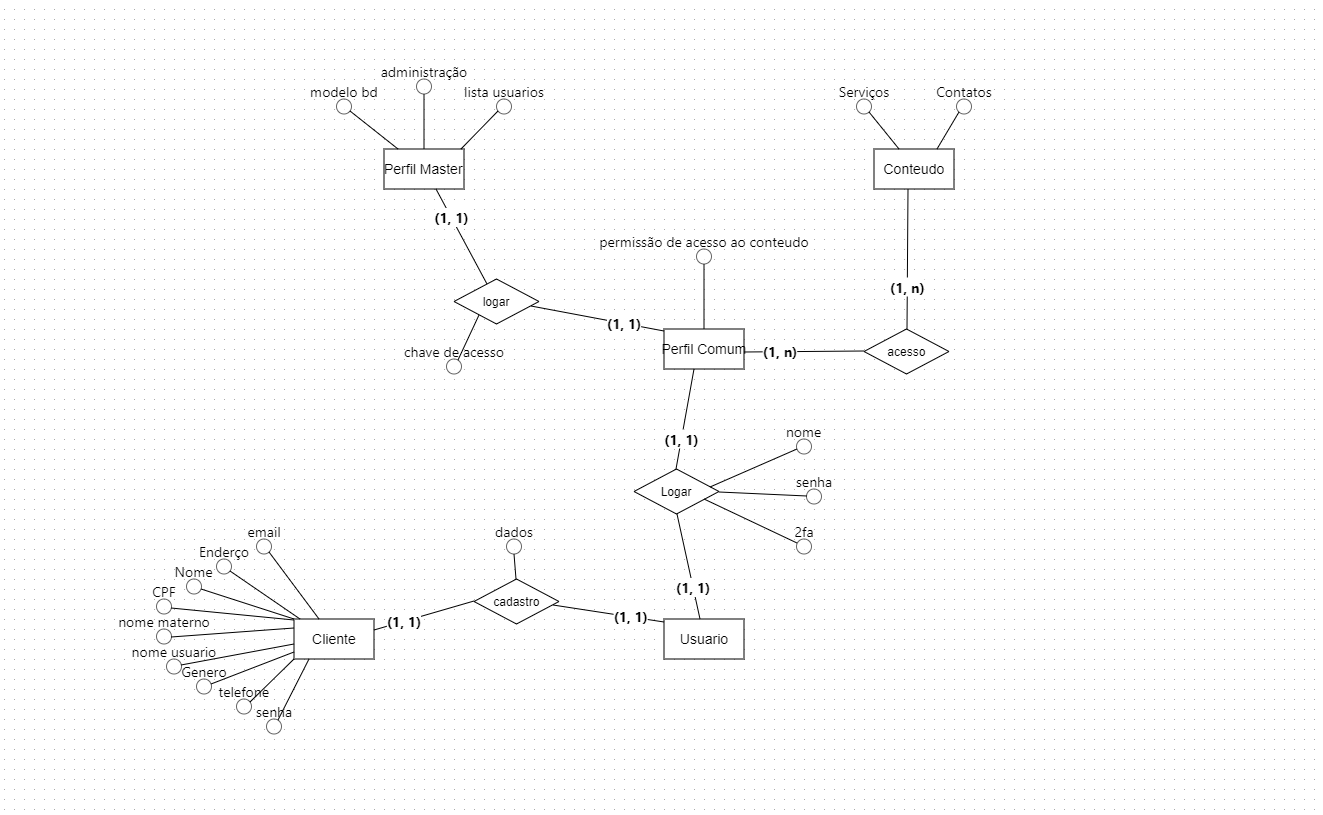 administração
modelo bd
lista usuarios
Serviços
Contatos
Perfil Master
Conteudo
(1, 1)
permissão de acesso ao conteudo
(1, n)
logar
(1, 1)
chave de acesso
Perfil Comum
(1, n)
acesso
(1, 1)
nome
Logar
senha
2fa
email
dados
Enderço
Nome
CPF
(1, 1)
cadastro
nome materno
(1, 1)
(1, 1)
Cliente
Usuario
nome usuario
Genero
telefone
senha